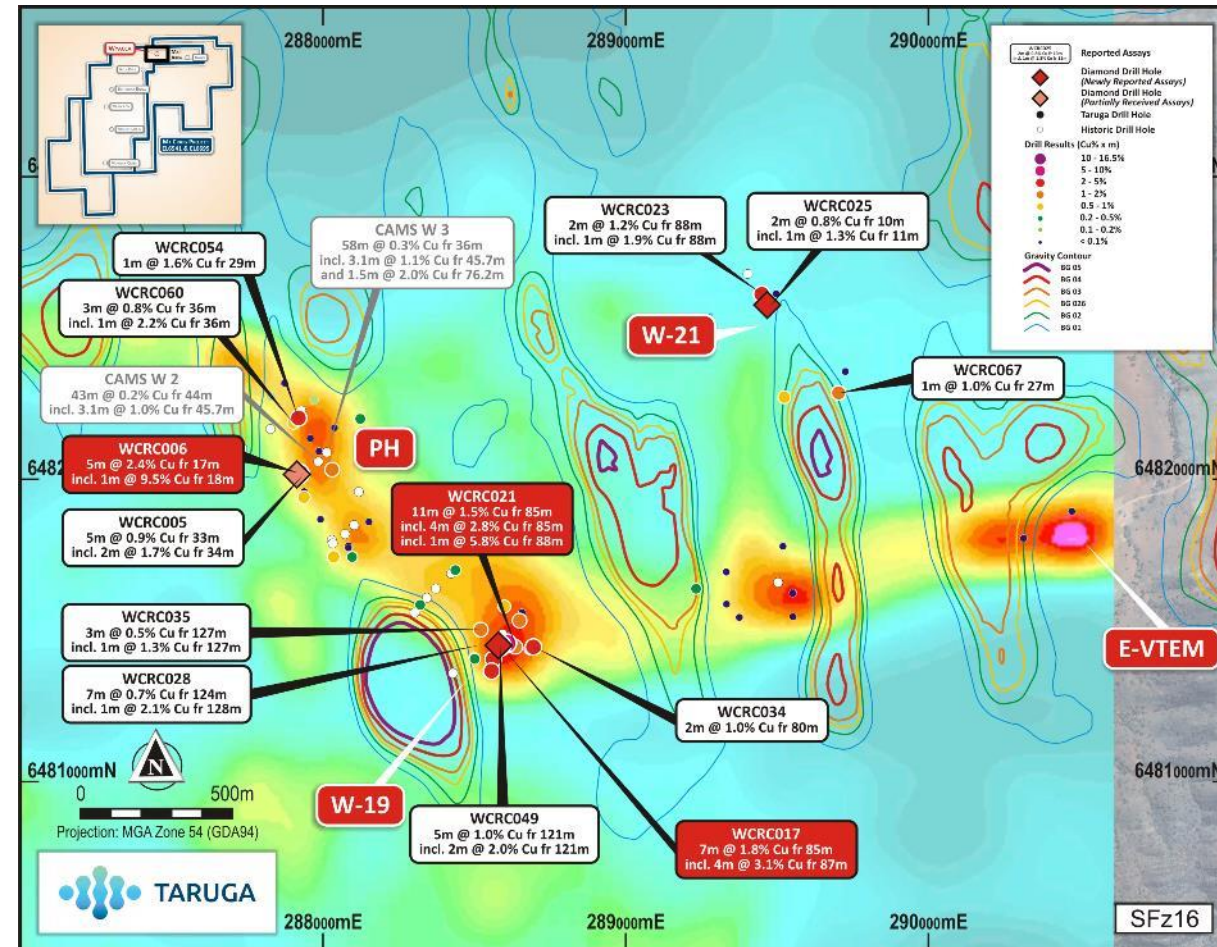 288000mE
289000mE
290000mE
WHYALLA
MT CRAIG PROJECT
EL6541 & EL6695
WCRC054
1m @ 1.6% Cu fr 29m
CAMS W 3
58m @ 0.3% Cu fr 36m
incl. 3.1m @ 1.1% Cu fr 45.7m
and 1.5m @ 2.0% Cu fr 76.2m
WCRC023
2m @ 1.2% Cu fr 88m
incl. 1m @ 1.9% Cu fr 88m
WCRC025
2m @ 0.8% Cu fr 10m
incl. 1m @ 1.3% Cu fr 11m
Reported Assays
Diamond Drill Hole
(Newly Reported Assays)
Diamond Drill Hole
(Partially Received Assays)
Taruga Drill Hole
Historic Drill Hole
Drill Results (Cu% x m)
10 - 16.5%
5 - 10%
2 - 5%
1 - 2%
0.5 - 1%
0.2 - 0.5%
0.1 - 0.2%
< 0.1%
Gravity Contour
BG 05
BG 04
BG 03
BG 026
BG 02
BG 01
WCRC060
3m @ 0.8% Cu fr 36m
incl. 1m @ 2.2% Cu fr 36m
W-21
CAMS W 2
43m @ 0.2% Cu fr 44m
incl. 3.1m @ 1.0% Cu fr 45.7m
WCRC067
1m @ 1.0% Cu fr 27m
PH
WCRC006
5m @ 2.4% Cu fr 17m
incl. 1m @ 9.5% Cu fr 18m
6482
6482000mN
WCRC021
11m @ 1.5% Cu fr 85m
incl. 4m @ 2.8% Cu fr 85m
incl. 1m @ 5.8% Cu fr 88m
WCRC005
5m @ 0.9% Cu fr 33m
incl. 2m @ 1.7% Cu fr 34m
WCRC035
3m @ 0.5% Cu fr 127m
incl. 1m @ 1.3% Cu fr 127m
E-VTEM
WCRC028
7m @ 0.7% Cu fr 124m
incl. 1m @ 2.1% Cu fr 128m
WCRC034
2m @ 1.0% Cu fr 80m
6481000mN
6481000mN
N
0 500m
Projection: MGA Zone 54 (GDA94)
W-19
WCRC049
5m @ 1.0% Cu fr 121m
incl. 2m @ 2.0% Cu fr 121m
WCRC017
7m @ 1.8% Cu fr 85m
incl. 4m @ 3.1% Cu fr 87m
TARUGA
288000mE
289000mE
290000mE
SFz16